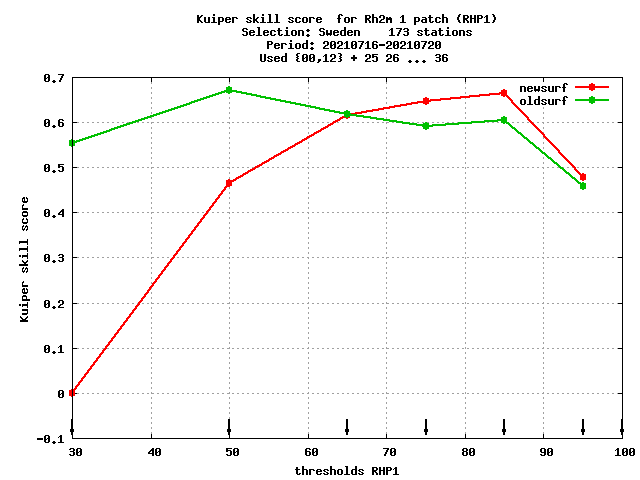 Kuiper skill score  for Rh2m 1 patch (RHP1)
Selection: Sweden    173 stations
Period: 20210716-20210720
Used {00,12} + 25 26 ... 36
newsurf
oldsurf
0.7
0.6
0.5
0.4
0.3
0.2
0.1
0
-0.1
Kuiper skill score
30 40 50 60 70 80 90 100
thresholds RHP1